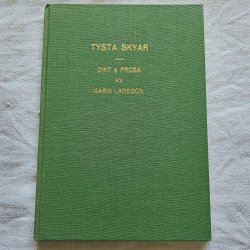 TYSTA SKYAR
DIKT & PROSA
AV
KARIN LARSSON